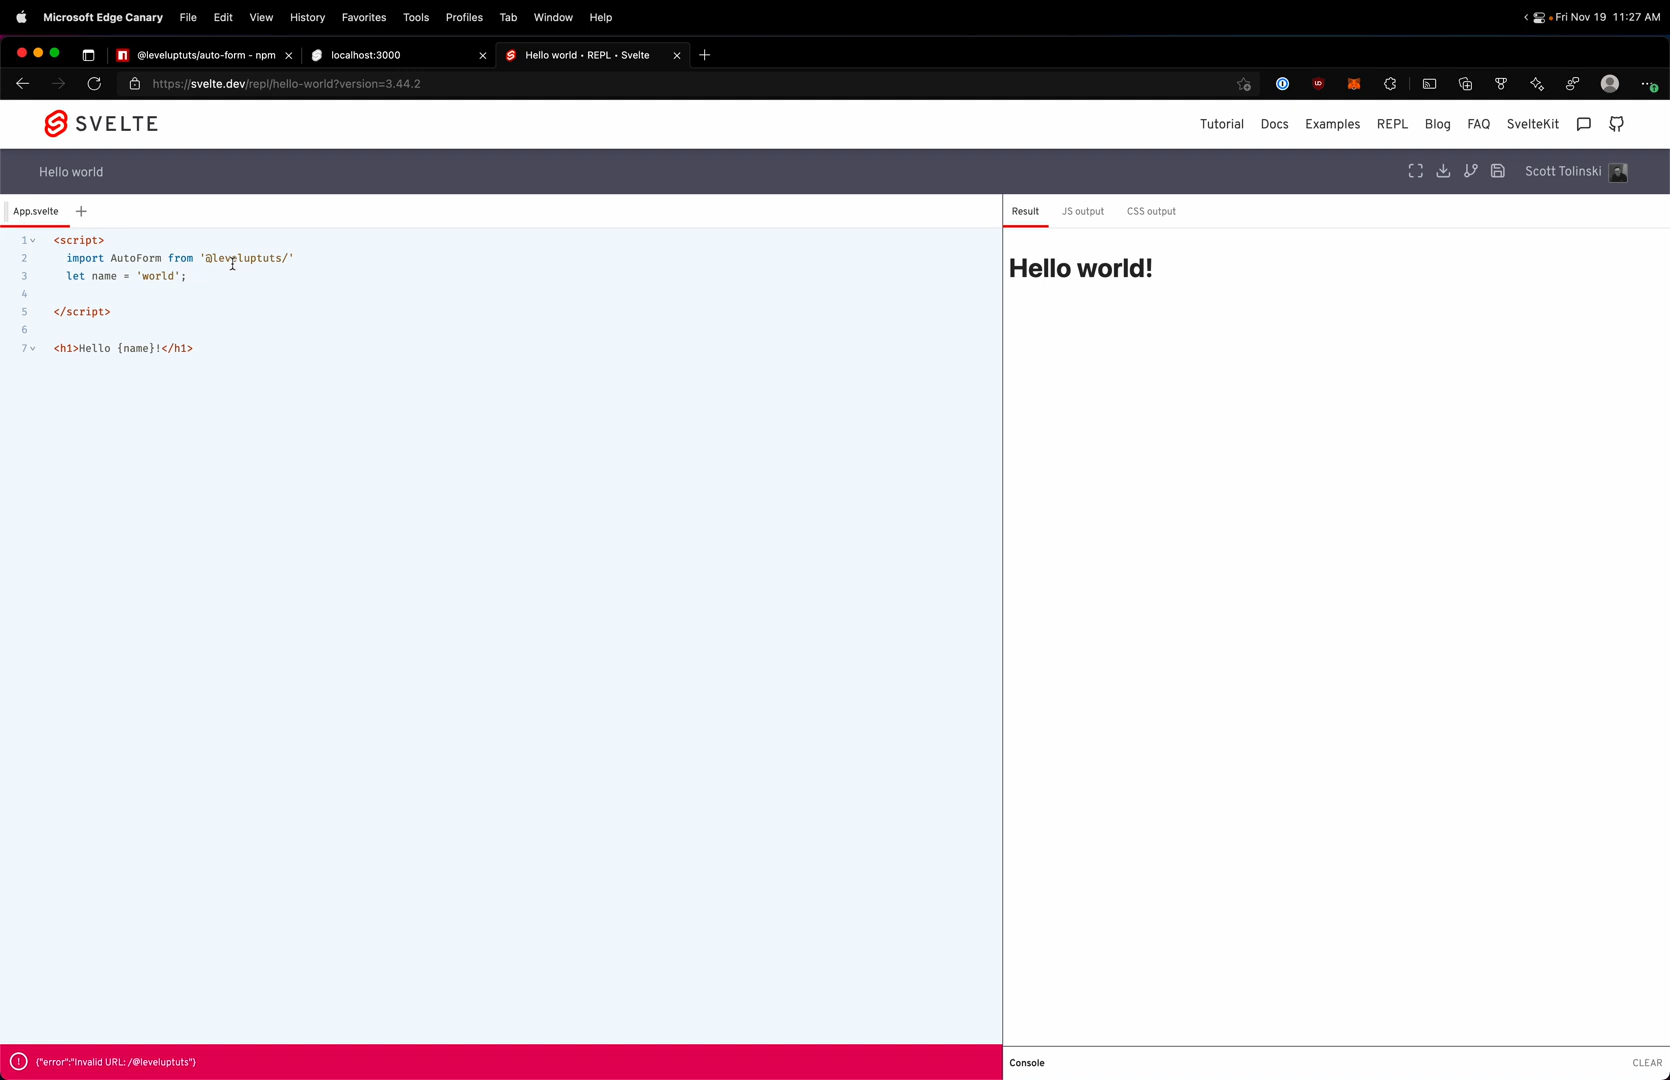 Microsoft Edge Canary File Edit View History Favorites Tools Profiles Tab Window Help
Fri Nov 19 11:27 AM
@leveluptuts/auto-form - npm
localhost:3000
Hello world • REPL • Svelte
https://svelte.dev/repl/hello-world?version=3.44.2
SVELTE
Tutorial Docs Examples REPL Blog FAQ SvelteKit
Hello world
Scott Tolinski
App.svelte
Result JS output CSS output
1 <script>
2 import AutoForm from '@leveluptuts/'
3 let name = 'world';
4
5 </script>
6
7 <h1>Hello {name}!</h1>
Hello world!
{"error":"Invalid URL: /@leveluptuts"}
Console
CLEAR